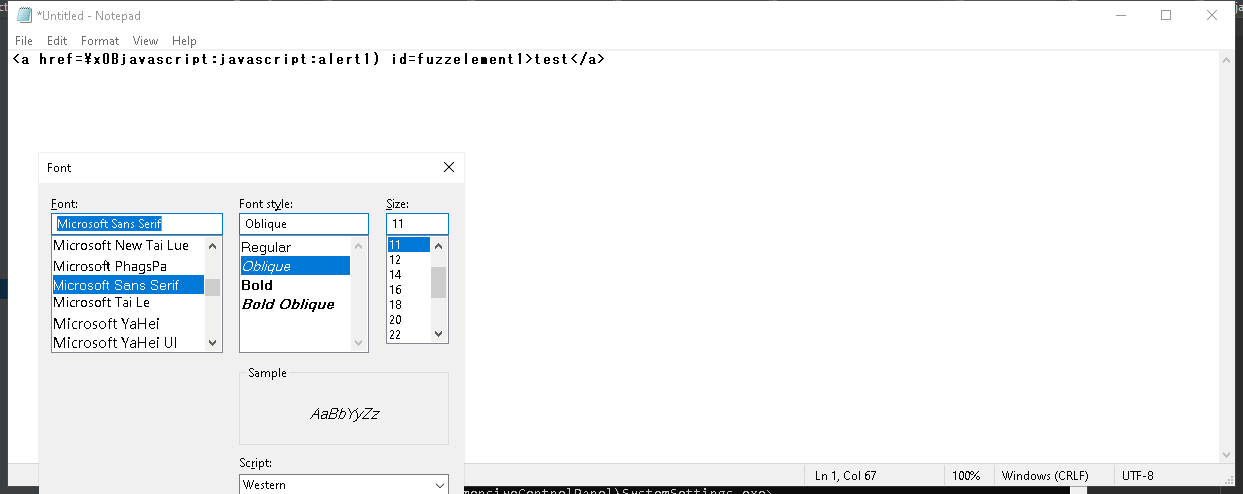 *Untitled - Notepad
File Edit Format View Help
<a href=¥x0Bjavascript:javascript:alert1) id=fuzzelement1>test</a>
Font
Font: Font style: Size:
Microsoft Sans Serif Oblique 11
Microsoft New Tai Lue Regular 11
Microsoft PhagsPa Oblique 12
Microsoft Sans Serif Bold 14
Microsoft Tai Le Bold Oblique 16
Microsoft YaHei 18
Microsoft YaHei UI 20
22
Sample
AaBbYyZz
Script:
Western
Ln 1, Col 67 100% Windows (CRLF) UTF-8